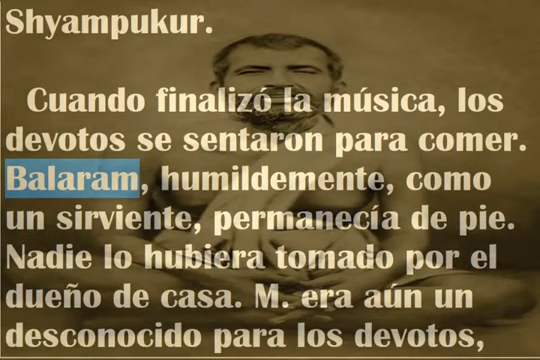 Shyampukur.
Cuando finalizó la música, los
devotos se sentaron para comer.
Balaram, humildemente, como
un sirviente, permanecía de pie.
Nadie lo hubiera tomado por el
dueño de casa. M. era aún un
desconocido para los devotos,